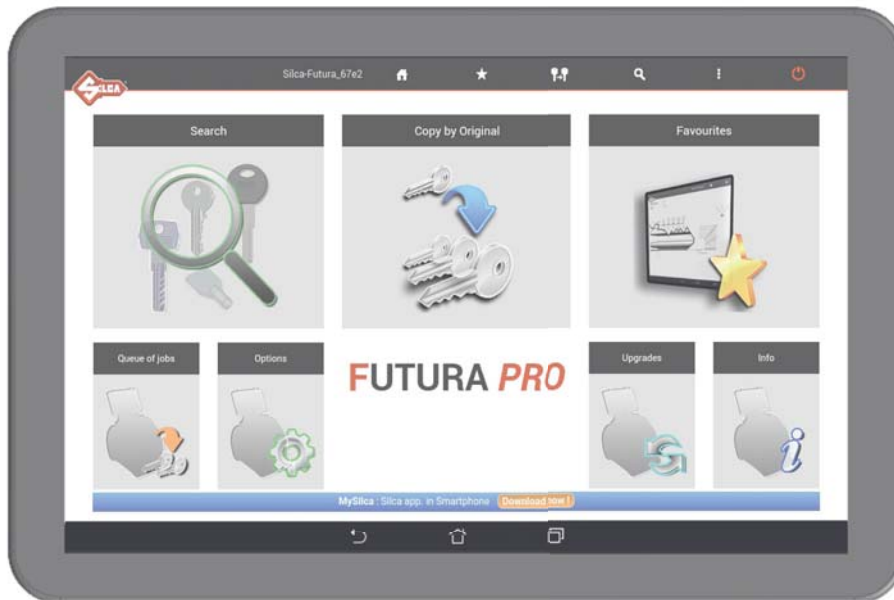 SILCA
Silca-Futura_67e2
Search
Copy by Original
Favourites
Queue of jobs
Options
FUTURA PRO
Upgrades
Info
MySilca : Silca app. in Smartphone Download now !